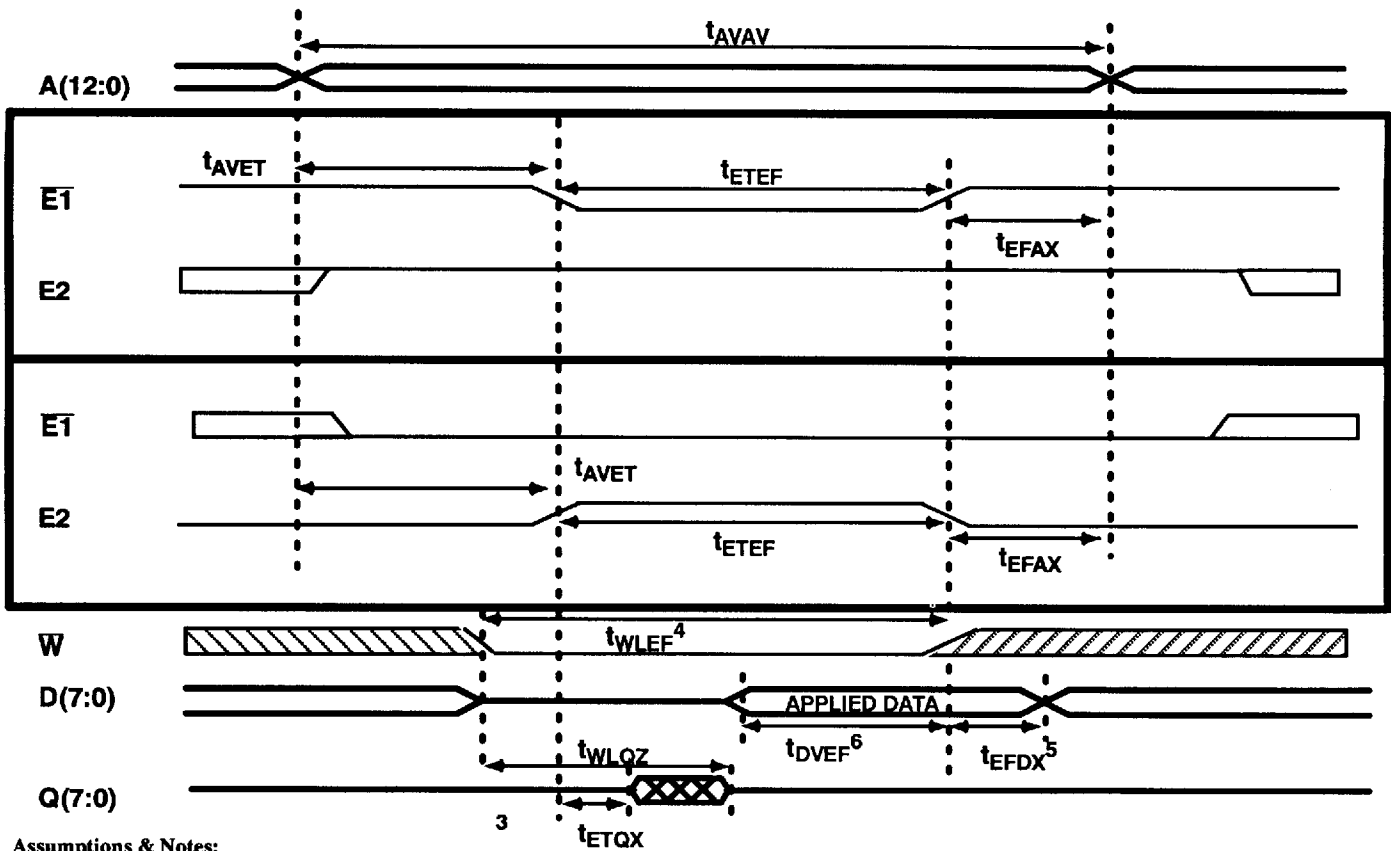 tAVAV
A(12:0)
tAVET
tETEF
E1
tEFAX
E2
E1
tAVET
E2
tETEF
tEFAX
W
tWLEF4
D(7:0)
APPLIED DATA
tDVEF6
tEFDX5
tWLQZ
Q(7:0)
3
tETQX
Assumptions & Notes: